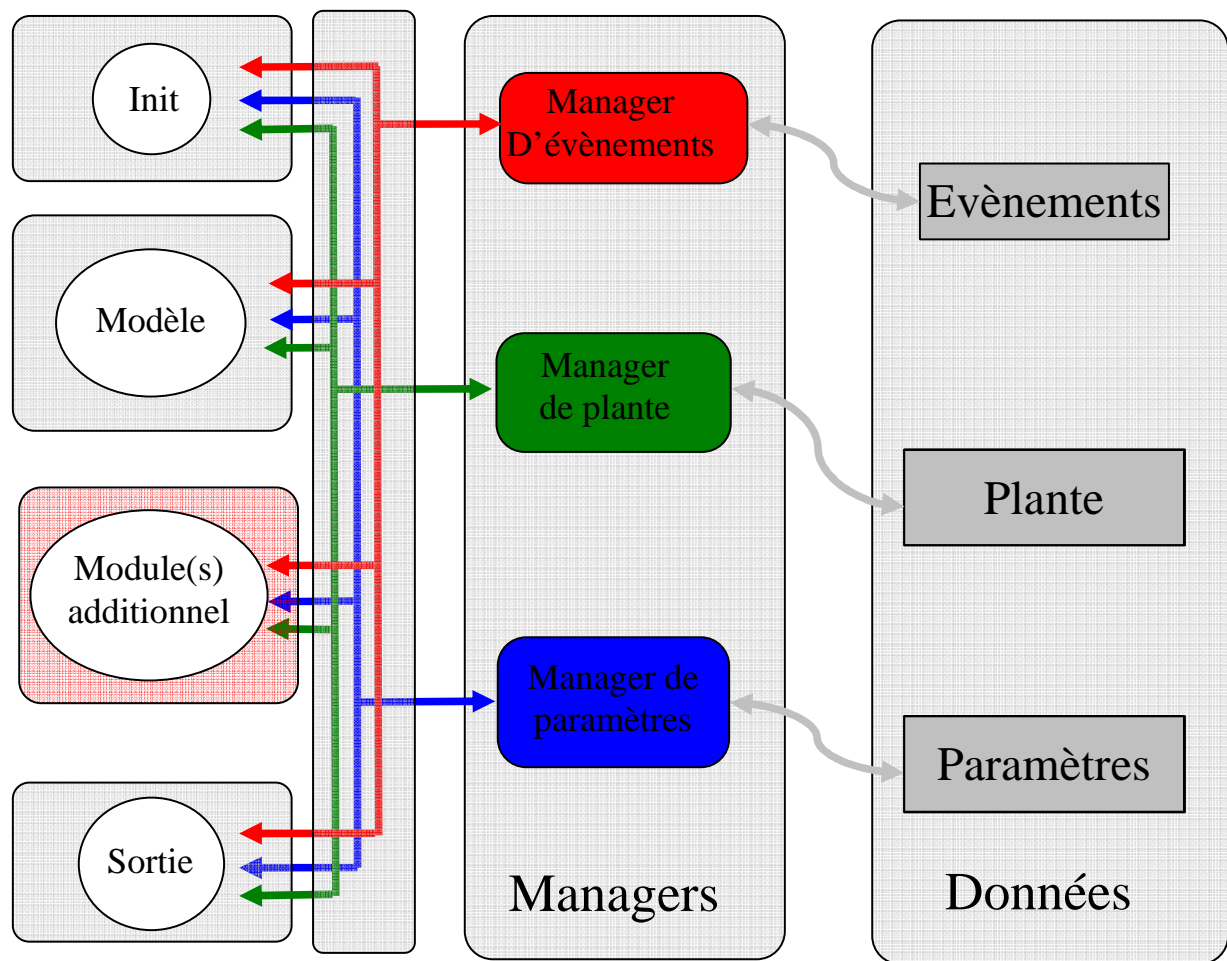 Init
Modèle
Module(s)
additionnel
Sortie
Manager
D’évènements
Manager
de plante
Manager de
paramètres
Managers
Evènements
Plante
Paramètres
Données